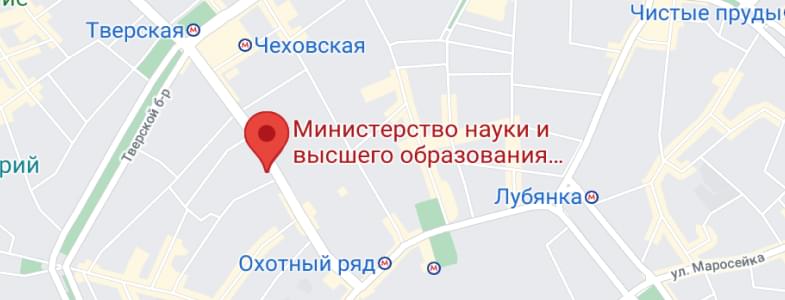 Чистые пруды
Тверская
Чеховская
Тверской б-р
Министерство науки и
высшего образования...
Лубянка
Охотный ряд
ул. Маросейка